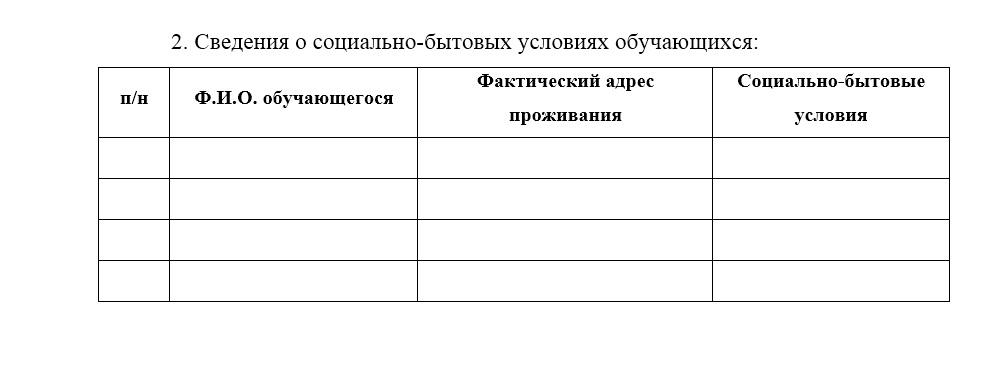 2. Сведения о социально-бытовых условиях обучающихся:
п/н Ф.И.О. обучающегося Фактический адрес проживания Социально-бытовые условия